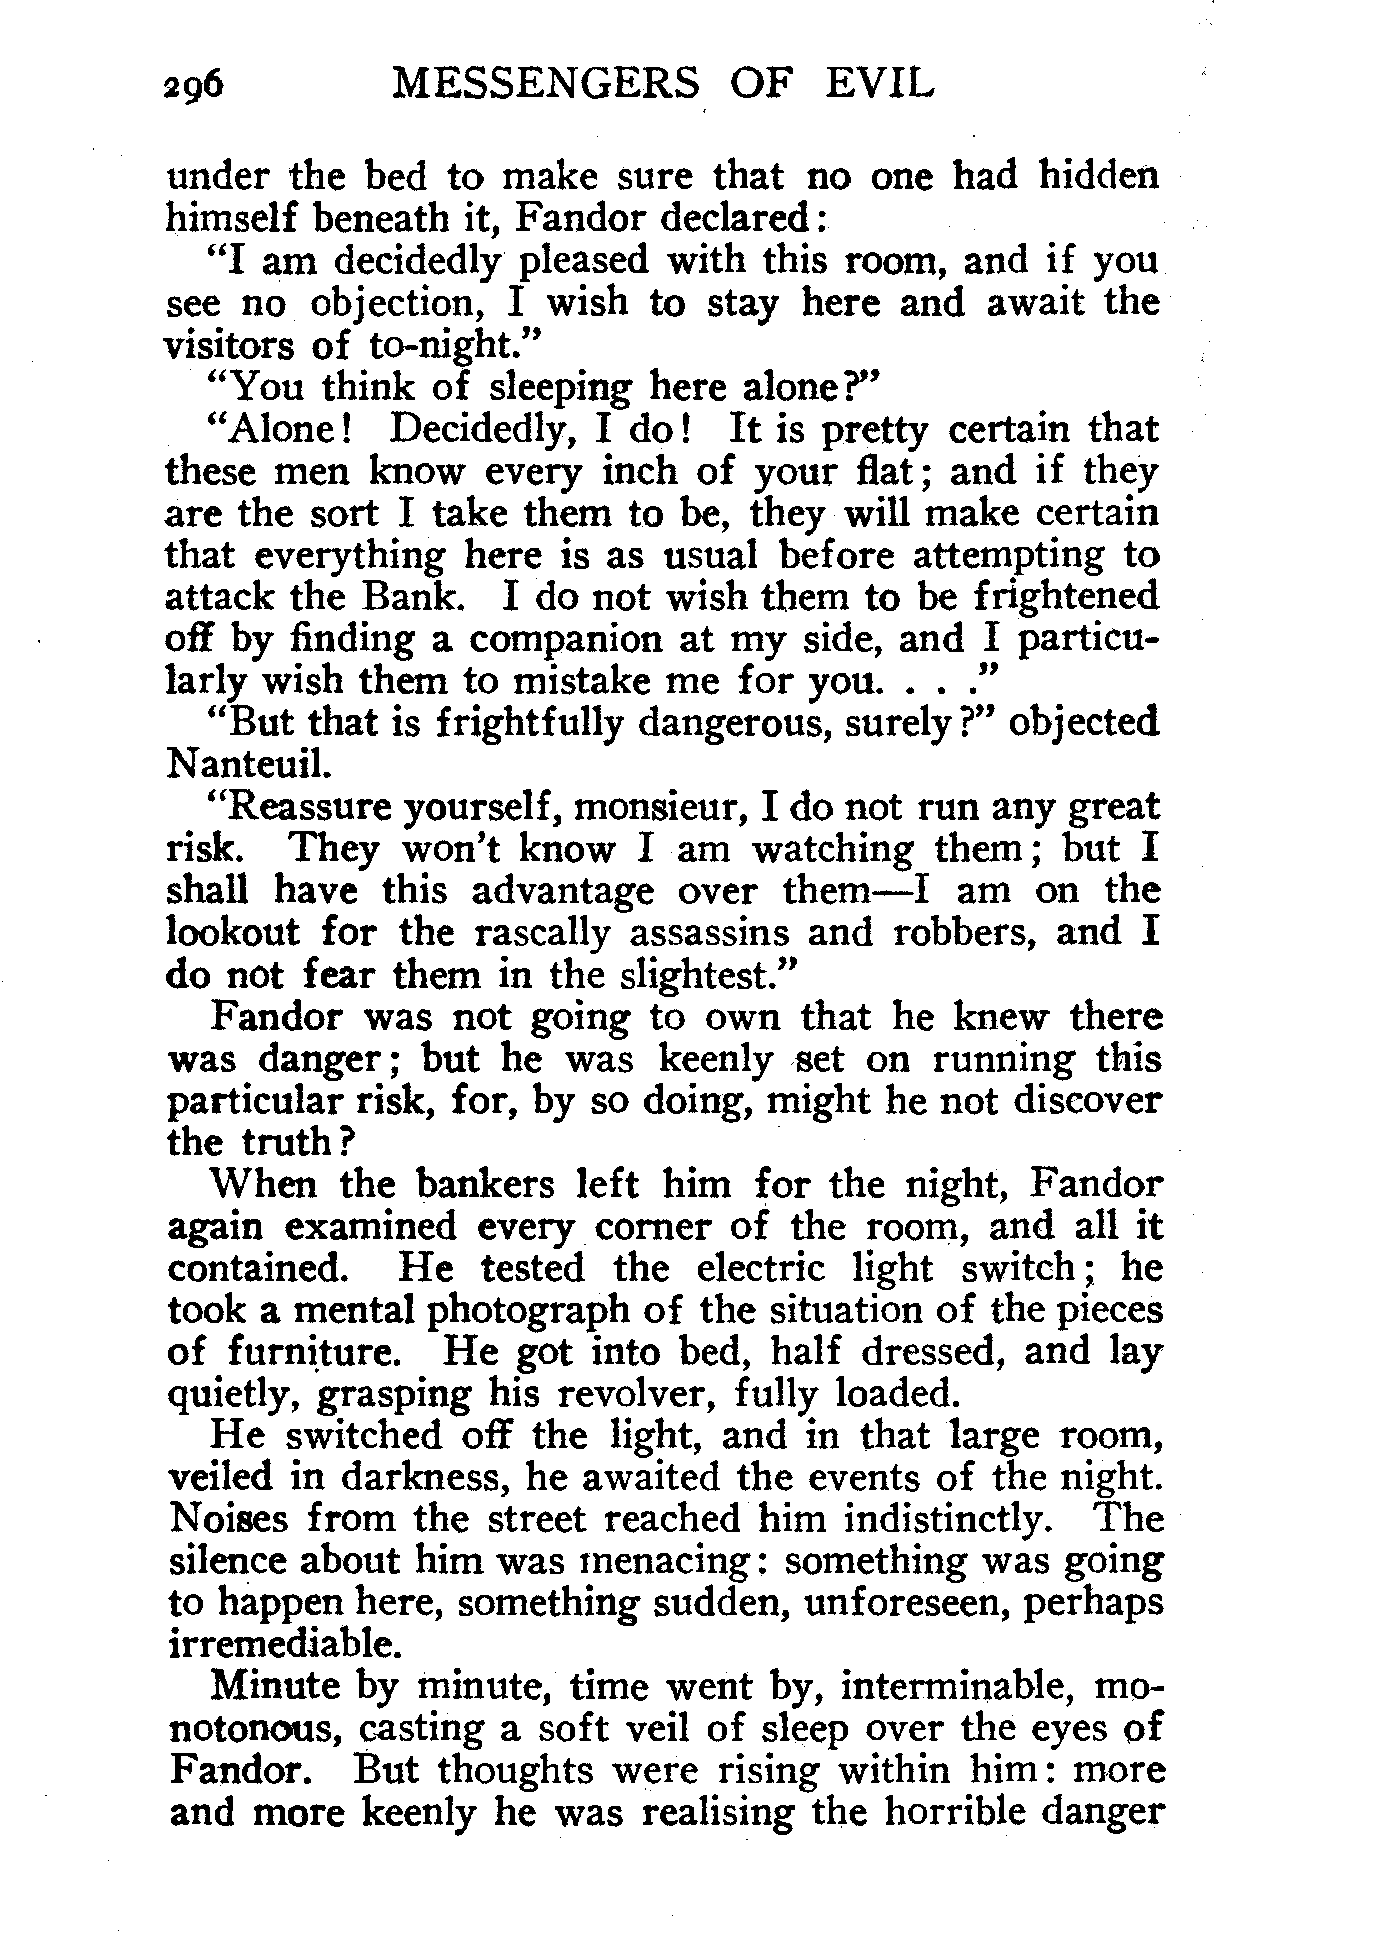 296 MESSENGERS OF EVIL
under the bed to make sure that no one had hidden
himself beneath it, Fandor declared:
“I am decidedly pleased with this room, and if you
see no objection, I wish to stay here and await the
visitors of to-night.”
“You think of sleeping here alone?”
“Alone! Decidedly, I do! It is pretty certain that
these men know every inch of your flat; and if they
are the sort I take them to be, they will make certain
that everything here is as usual before attempting to
attack the Bank. I do not wish them to be frightened
off by finding a companion at my side, and I particu-
larly wish them to mistake me for you. . . .”
“But that is frightfully dangerous, surely?” objected
Nanteuil.
“Reassure yourself, monsieur, I do not run any great
risk. They won’t know I am watching them; but I
shall have this advantage over them—I am on the
lookout for the rascally assassins and robbers, and I
do not fear them in the slightest.”
Fandor was not going to own that he knew there
was danger; but he was keenly set on running this
particular risk, for, by so doing, might he not discover
the truth?
When the bankers left him for the night, Fandor
again examined every corner of the room, and all it
contained. He tested the electric light switch; he
took a mental photograph of the situation of the pieces
of furniture. He got into bed, half dressed, and lay
quietly, grasping his revolver, fully loaded.
He switched off the light, and in that large room,
veiled in darkness, he awaited the events of the night.
Noises from the street reached him indistinctly. The
silence about him was menacing: something was going
to happen here, something sudden, unforeseen, perhaps
irremediable.
Minute by minute, time went by, interminable, mo-
notonous, casting a soft veil of sleep over the eyes of
Fandor. But thoughts were rising within him: more
and more keenly he was realising the horrible danger